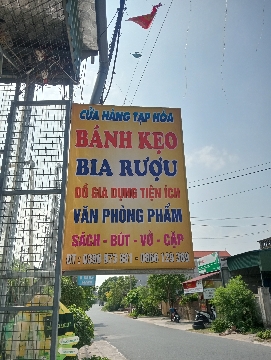 CỬA HÀNG TẠP HÓA
BÁNH KẸO
BIA RƯỢU
ĐỒ GIA DỤNG TIỆN ÍCH
VĂN PHÒNG PHẨM
SÁCH - BÚT - VỞ - CẶP